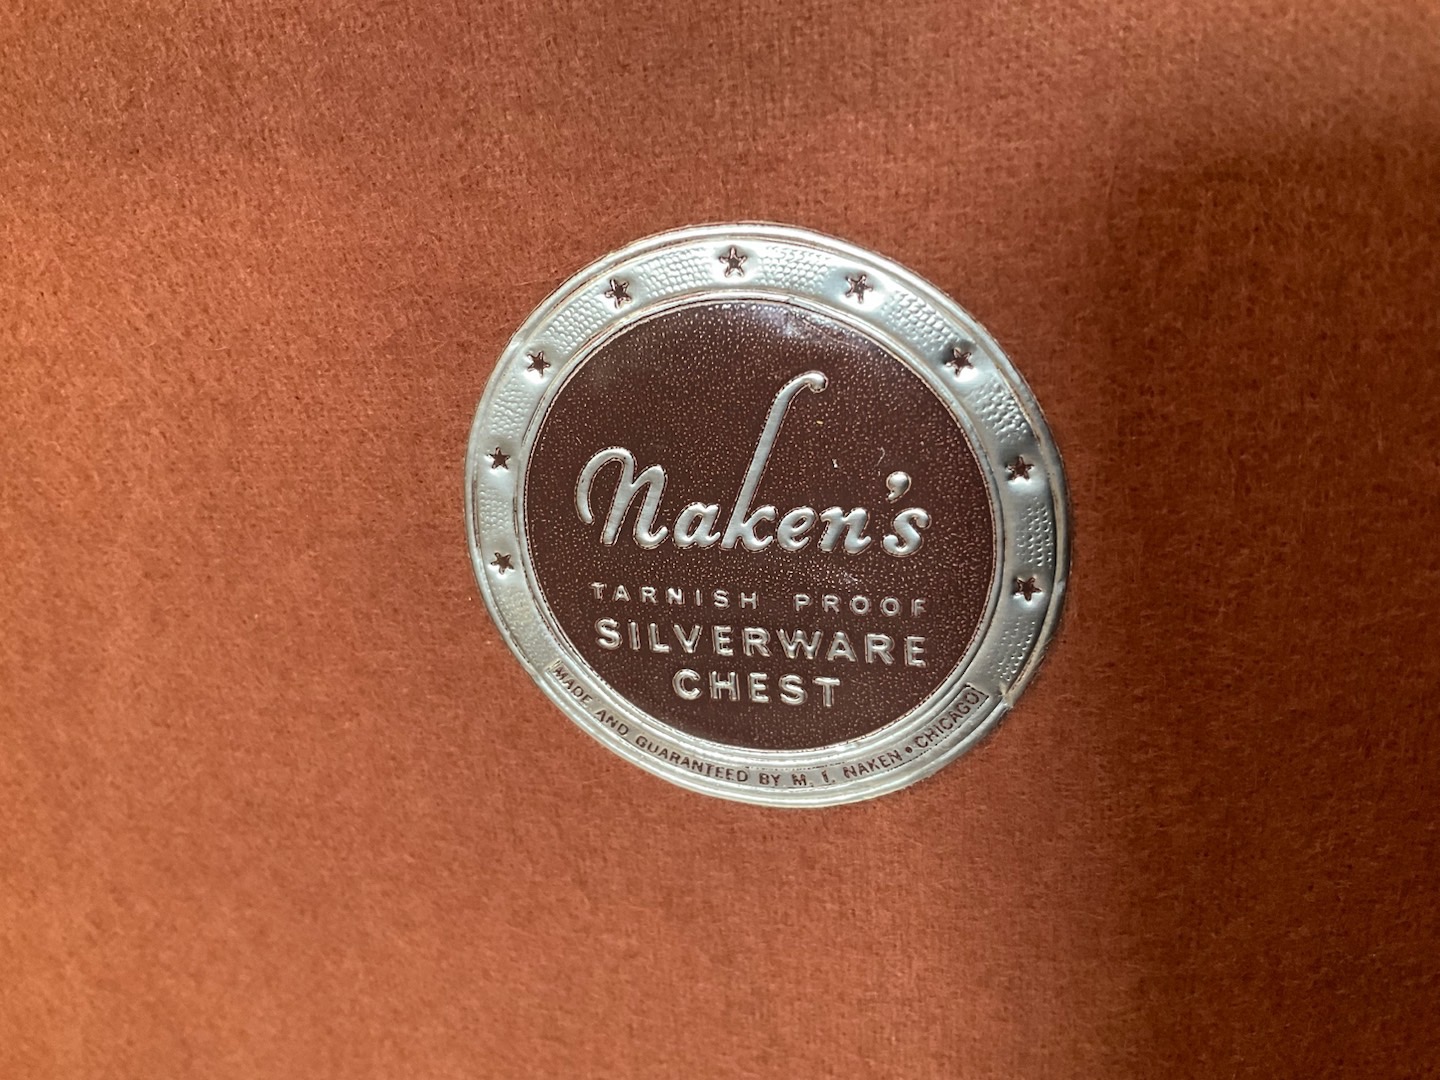 Naken's
TARNISH PROOF
SILVERWARE
CHEST
MADE AND GUARANTEED BY M. I. NAKEN • CHICAGO